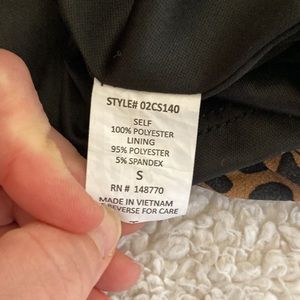 STYLE# 02CS140
SELF
100% POLYESTER
LINING
95% POLYESTER
5% SPANDEX
S
RN # 148770
MADE IN VIETNAM
REVERSE FOR CARE